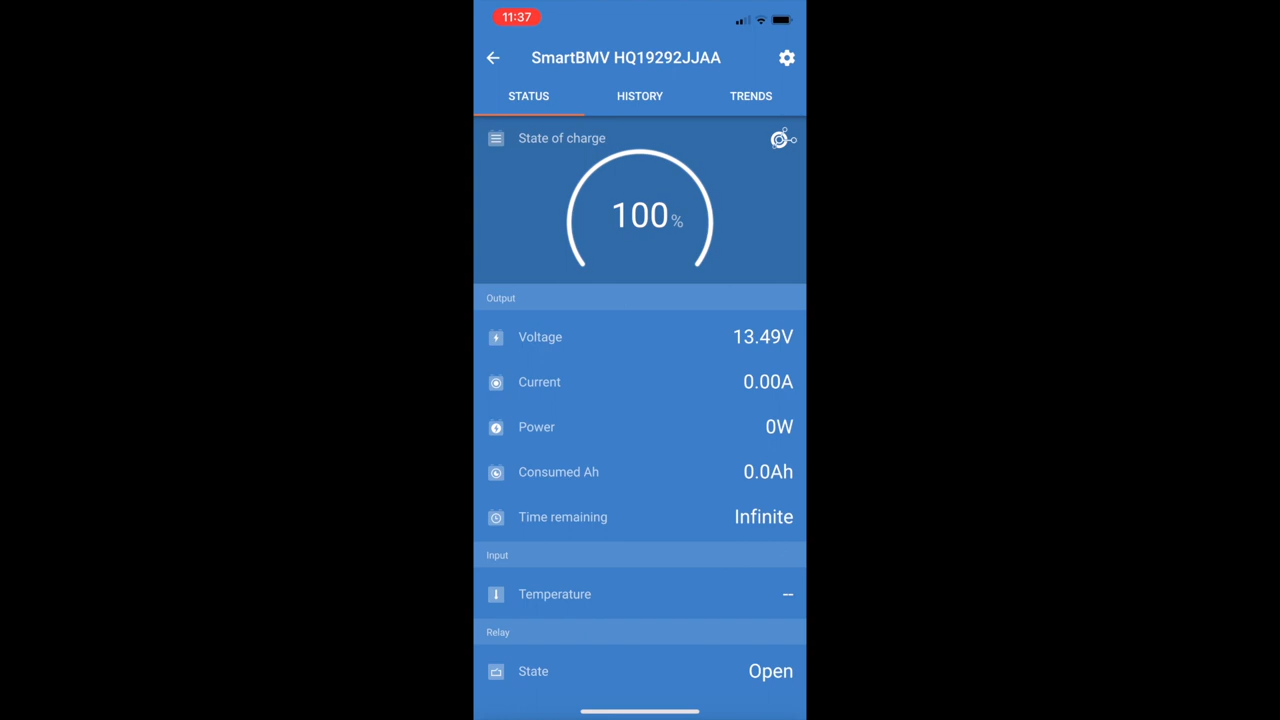 11:37
SmartBMV HQ19292JJAA
STATUS HISTORY TRENDS
State of charge
100 %
Output
Voltage 13.49V
Current 0.00A
Power 0W
Consumed Ah 0.0Ah
Time remaining Infinite
Input
Temperature --
Relay
State Open